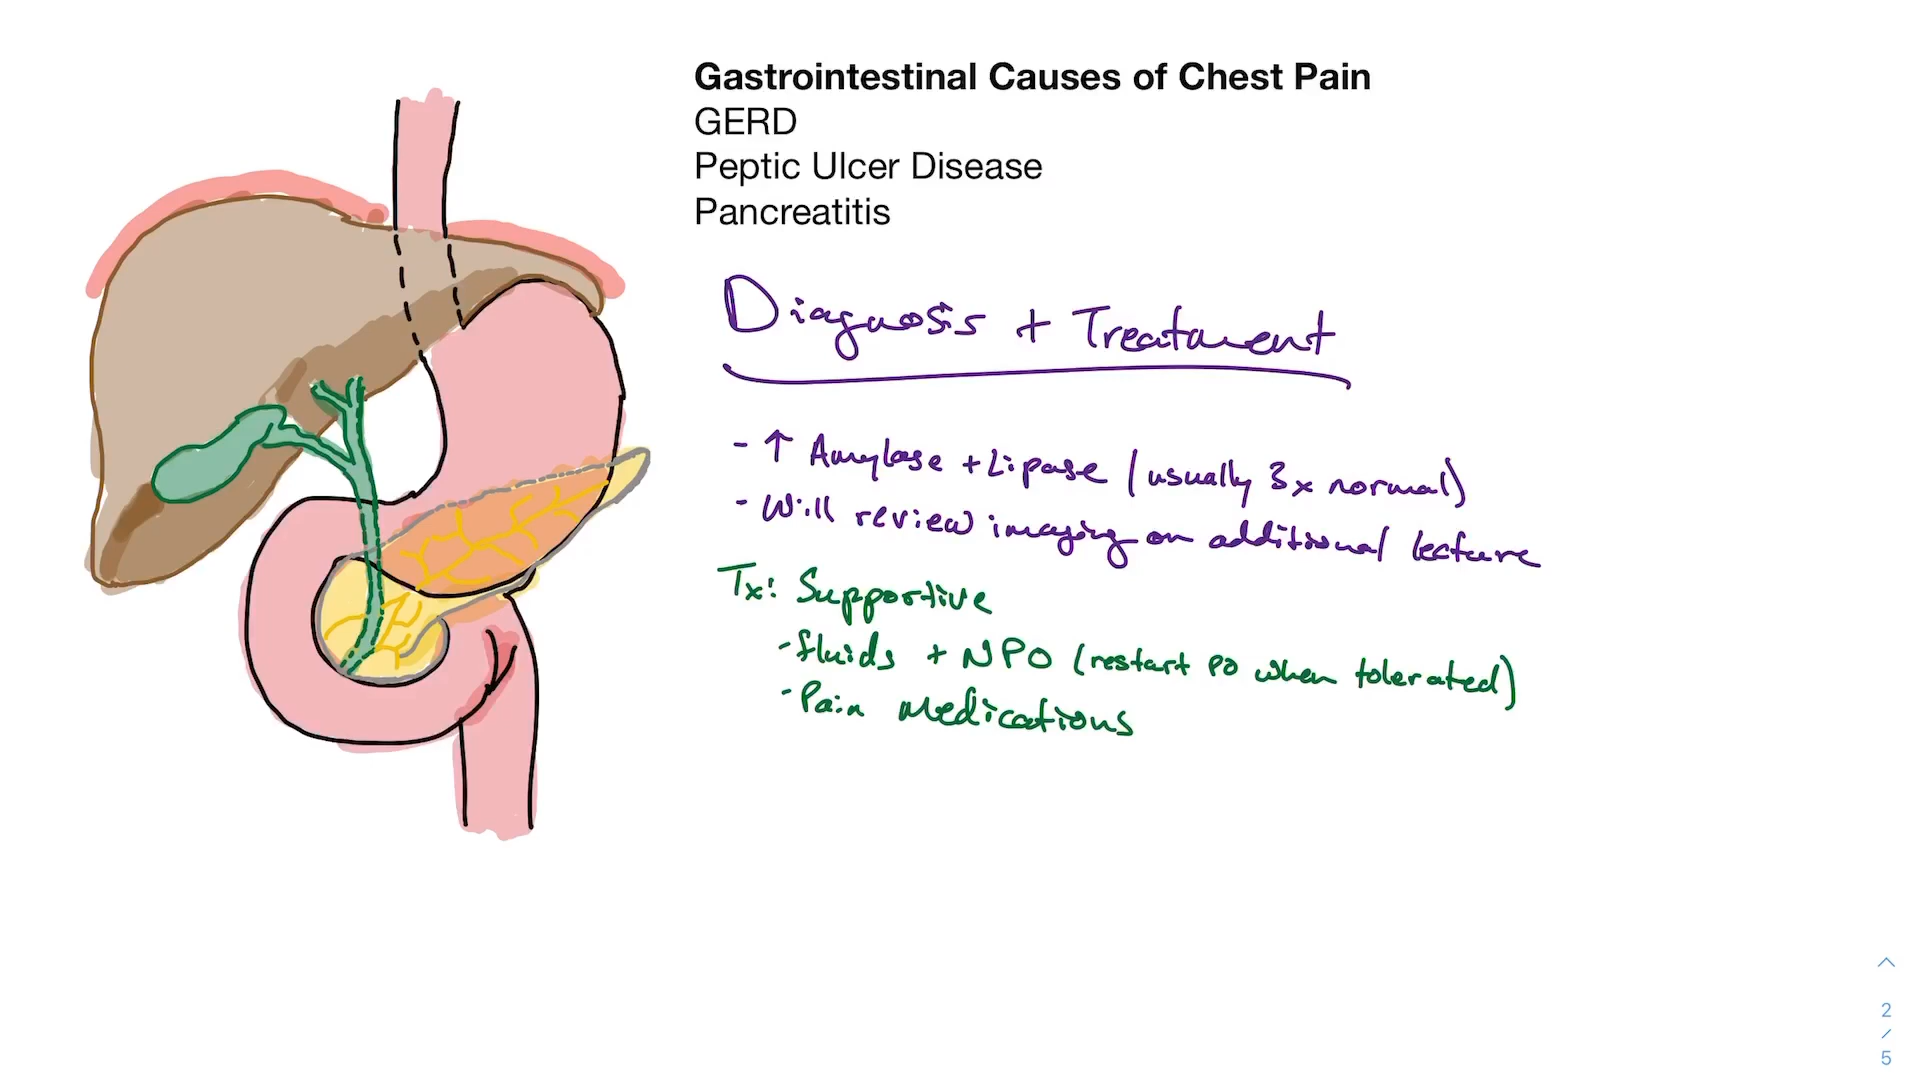 Gastrointestinal Causes of Chest Pain
GERD
Peptic Ulcer Disease
Pancreatitis
Diagnosis + Treatment
- ↑ Amylase + Lipase (usually 3x normal)
- Will review imaging on additional lecture
Tx: Supportive
- fluids + NPO (restart PO when tolerated)
- Pain medications
2
/
5